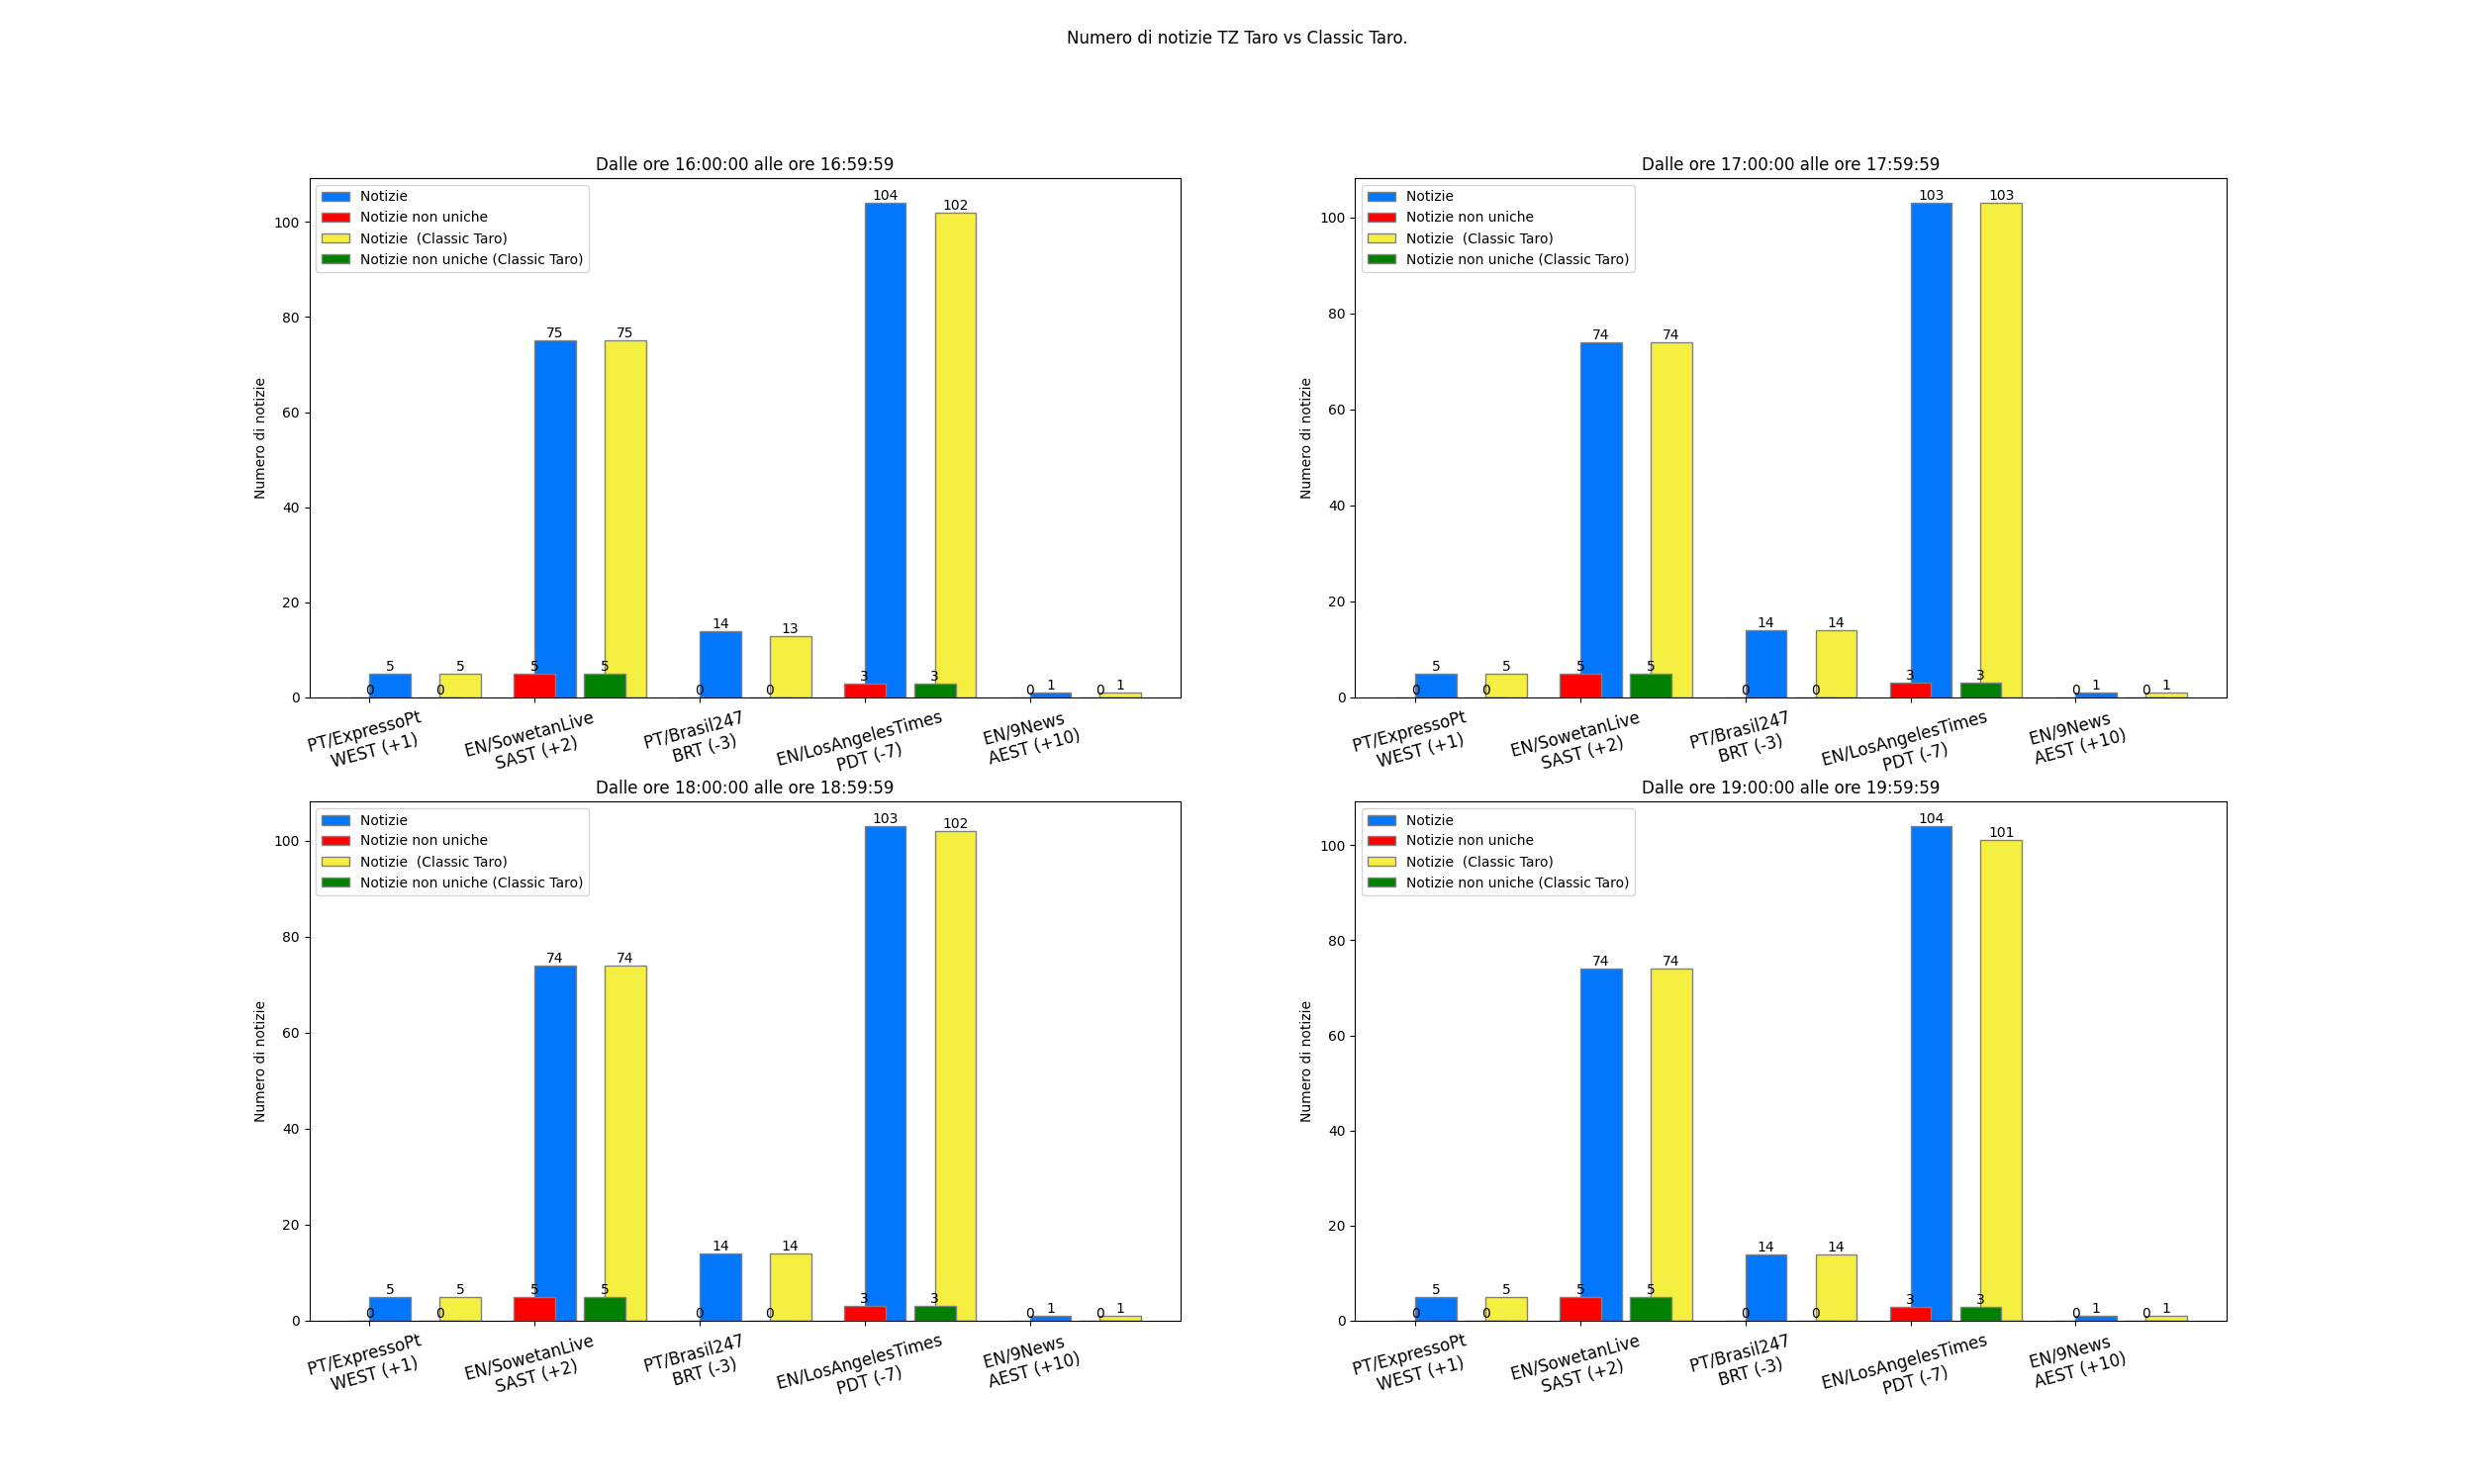 Numero di notizie TZ Taro vs Classic Taro.
Dalle ore 16:00:00 alle ore 16:59:59
Notizie
Notizie non uniche
Notizie  (Classic Taro)
Notizie non uniche (Classic Taro)
Numero di notizie
100
80
60
40
20
0
104
102
75
75
14
13
5
5
5
5
3
3
1
1
0
0
0
0
0
0
PT/ExpressoPt
WEST (+1)
EN/SowetanLive
SAST (+2)
PT/Brasil247
BRT (-3)
EN/LosAngelesTimes
PDT (-7)
EN/9News
AEST (+10)
Dalle ore 17:00:00 alle ore 17:59:59
Notizie
Notizie non uniche
Notizie  (Classic Taro)
Notizie non uniche (Classic Taro)
Numero di notizie
100
80
60
40
20
0
103
103
74
74
14
14
5
5
5
5
3
3
1
1
0
0
0
0
0
0
PT/ExpressoPt
WEST (+1)
EN/SowetanLive
SAST (+2)
PT/Brasil247
BRT (-3)
EN/LosAngelesTimes
PDT (-7)
EN/9News
AEST (+10)
Dalle ore 18:00:00 alle ore 18:59:59
Notizie
Notizie non uniche
Notizie  (Classic Taro)
Notizie non uniche (Classic Taro)
Numero di notizie
100
80
60
40
20
0
103
102
74
74
14
14
5
5
5
5
3
3
1
1
0
0
0
0
0
0
PT/ExpressoPt
WEST (+1)
EN/SowetanLive
SAST (+2)
PT/Brasil247
BRT (-3)
EN/LosAngelesTimes
PDT (-7)
EN/9News
AEST (+10)
Dalle ore 19:00:00 alle ore 19:59:59
Notizie
Notizie non uniche
Notizie  (Classic Taro)
Notizie non uniche (Classic Taro)
Numero di notizie
100
80
60
40
20
0
104
101
74
74
14
14
5
5
5
5
3
3
1
1
0
0
0
0
0
0
PT/ExpressoPt
WEST (+1)
EN/SowetanLive
SAST (+2)
PT/Brasil247
BRT (-3)
EN/LosAngelesTimes
PDT (-7)
EN/9News
AEST (+10)